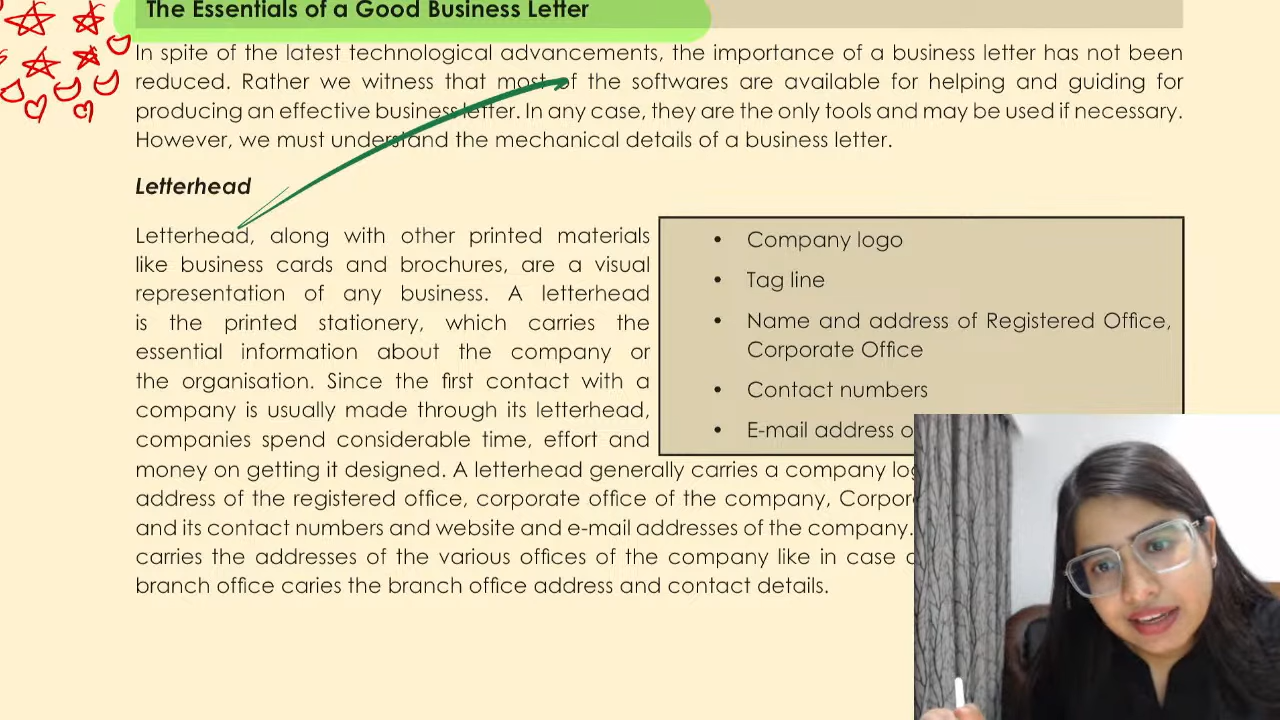 The Essentials of a Good Business Letter
In spite of the latest technological advancements, the importance of a business letter has not been
reduced. Rather we witness that most of the softwares are available for helping and guiding for
producing an effective business letter. In any case, they are the only tools and may be used if necessary.
However, we must understand the mechanical details of a business letter.
Letterhead
Letterhead, along with other printed materials
like business cards and brochures, are a visual
representation of any business. A letterhead
is the printed stationery, which carries the
essential information about the company or
the organisation. Since the first contact with a
company is usually made through its letterhead,
companies spend considerable time, effort and
• Company logo
• Tag line
• Name and address of Registered Office,
Corporate Office
• Contact numbers
• E-mail address
money on getting it designed. A letterhead generally carries a company
address of the registered office, corporate office of the company,
and its contact numbers and website and e-mail addresses of the company.
carries the addresses of the various offices of the company like in case
branch office caries the branch office address and contact details.